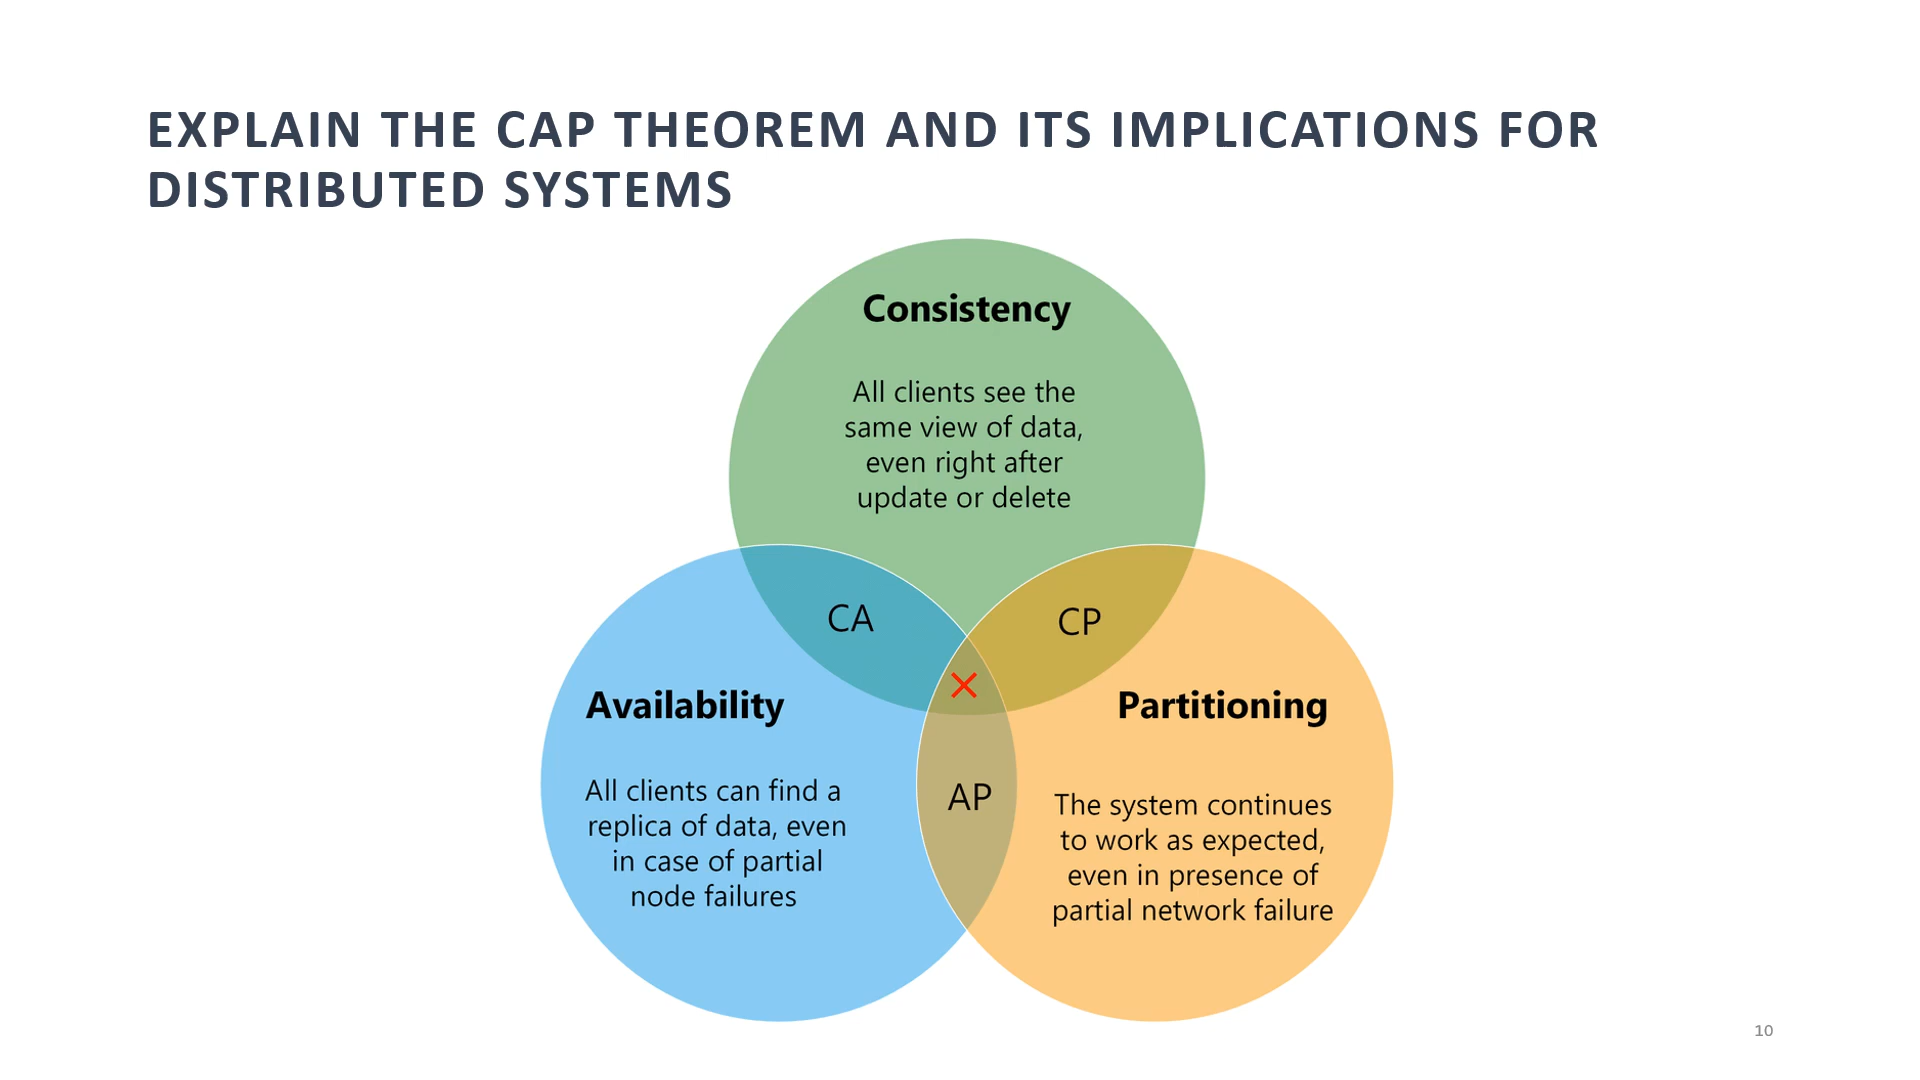 EXPLAIN THE CAP THEOREM AND ITS IMPLICATIONS FOR
DISTRIBUTED SYSTEMS
Consistency
All clients see the
same view of data,
even right after
update or delete
CA
CP
Availability
All clients can find a
replica of data, even
in case of partial
node failures
AP
Partitioning
The system continues
to work as expected,
even in presence of
partial network failure
10